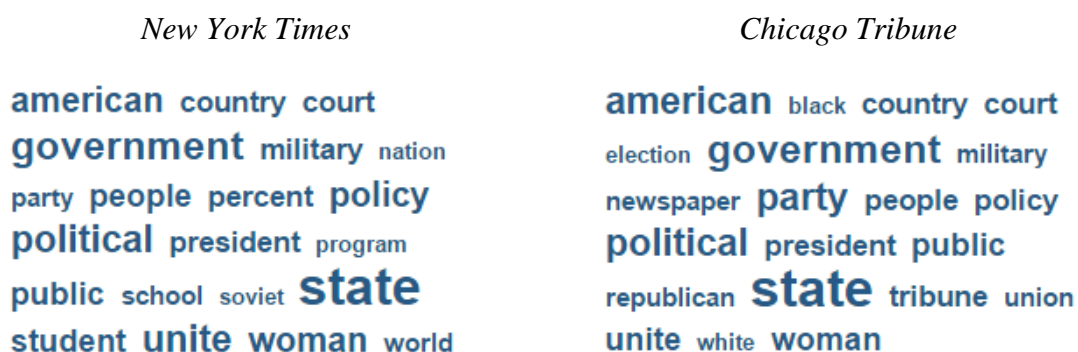 New York Times
american country court
government military nation
party people percent policy
political president program
public school soviet state
student unite woman world
Chicago Tribune
american black country court
election government military
newspaper party people policy
political president public
republican state tribune union
unite white woman